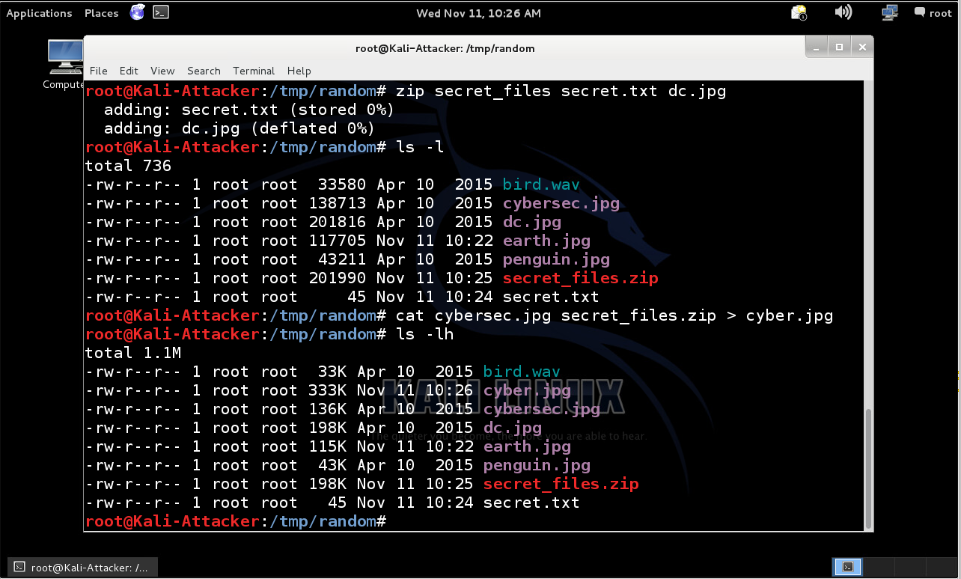 Applications Places Wed Nov 11, 10:26 AM root
Compute
root@Kali-Attacker: /tmp/random
File Edit View Search Terminal Help
root@Kali-Attacker:/tmp/random# zip secret_files secret.txt dc.jpg
  adding: secret.txt (stored 0%)
  adding: dc.jpg (deflated 0%)
root@Kali-Attacker:/tmp/random# ls -l
total 736
-rw-r--r-- 1 root root  33580 Apr 10  2015 bird.wav
-rw-r--r-- 1 root root 138713 Apr 10  2015 cybersec.jpg
-rw-r--r-- 1 root root 201816 Apr 10  2015 dc.jpg
-rw-r--r-- 1 root root 117705 Nov 11 10:22 earth.jpg
-rw-r--r-- 1 root root  43211 Apr 10  2015 penguin.jpg
-rw-r--r-- 1 root root 201990 Nov 11 10:25 secret_files.zip
-rw-r--r-- 1 root root     45 Nov 11 10:24 secret.txt
root@Kali-Attacker:/tmp/random# cat cybersec.jpg secret_files.zip > cyber.jpg
root@Kali-Attacker:/tmp/random# ls -lh
total 1.1M
-rw-r--r-- 1 root root  33K Apr 10  2015 bird.wav
-rw-r--r-- 1 root root 333K Nov 11 10:26 cyber.jpg
-rw-r--r-- 1 root root 136K Apr 10  2015 cybersec.jpg
-rw-r--r-- 1 root root 198K Apr 10  2015 dc.jpg
-rw-r--r-- 1 root root 115K Nov 11 10:22 earth.jpg
-rw-r--r-- 1 root root  43K Apr 10  2015 penguin.jpg
-rw-r--r-- 1 root root 198K Nov 11 10:25 secret_files.zip
-rw-r--r-- 1 root root   45 Nov 11 10:24 secret.txt
root@Kali-Attacker:/tmp/random#
KALI LINUX
root@Kali-Attacker: /...